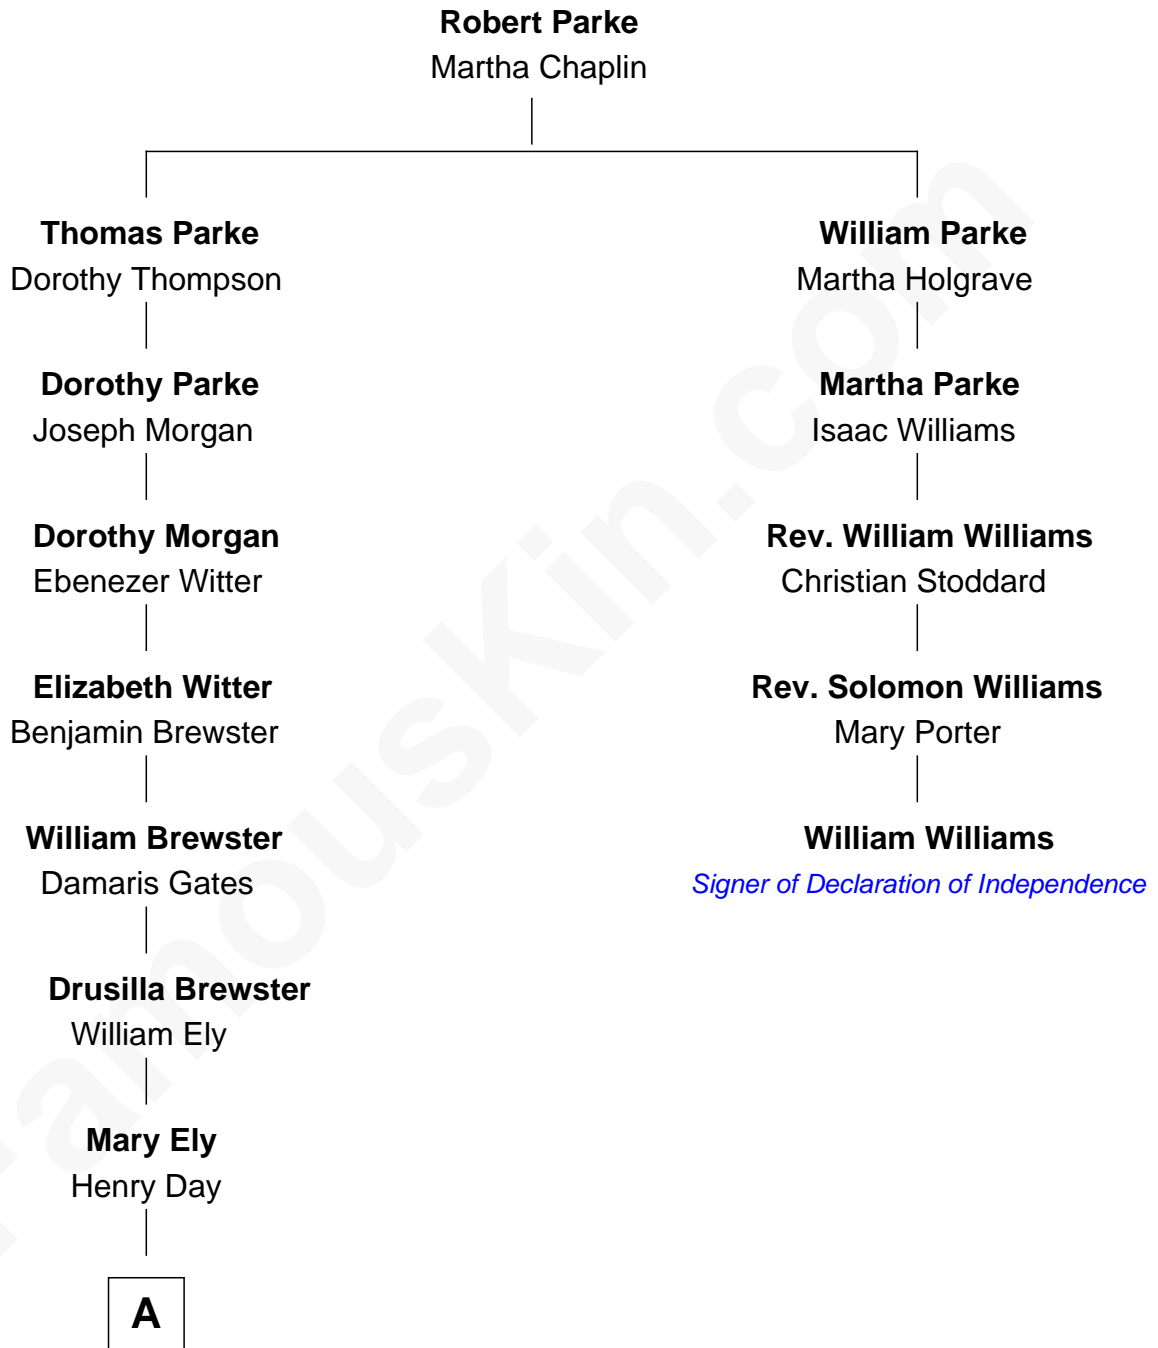 Robert Parke
Martha Chaplin
Thomas Parke
Dorothy Thompson
William Parke
Martha Holgrave
Dorothy Parke
Joseph Morgan
Martha Parke
Isaac Williams
Dorothy Morgan
Ebenezer Witter
Rev. William Williams
Christian Stoddard
Elizabeth Witter
Benjamin Brewster
Rev. Solomon Williams
Mary Porter
William Brewster
Damaris Gates
William Williams
Signer of Declaration of Independence
Drusilla Brewster
William Ely
Mary Ely
Henry Day
A
FamousKin.com